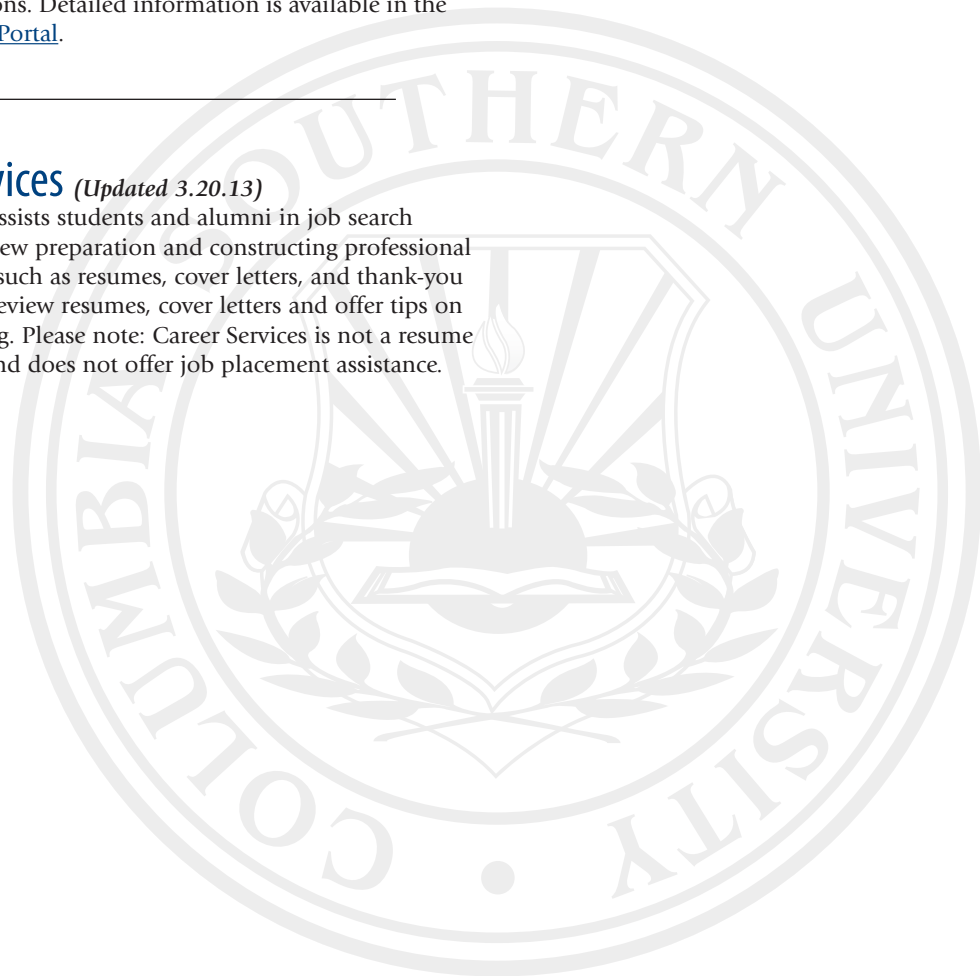 ons. Detailed information is available in the
Portal.
vices (Updated 3.20.13)
ssists students and alumni in job search
ew preparation and constructing professional
such as resumes, cover letters, and thank-you
eview resumes, cover letters and offer tips on
g. Please note: Career Services is not a resume
nd does not offer job placement assistance.
COLUMBIA SOUTHERN UNIVERSITY